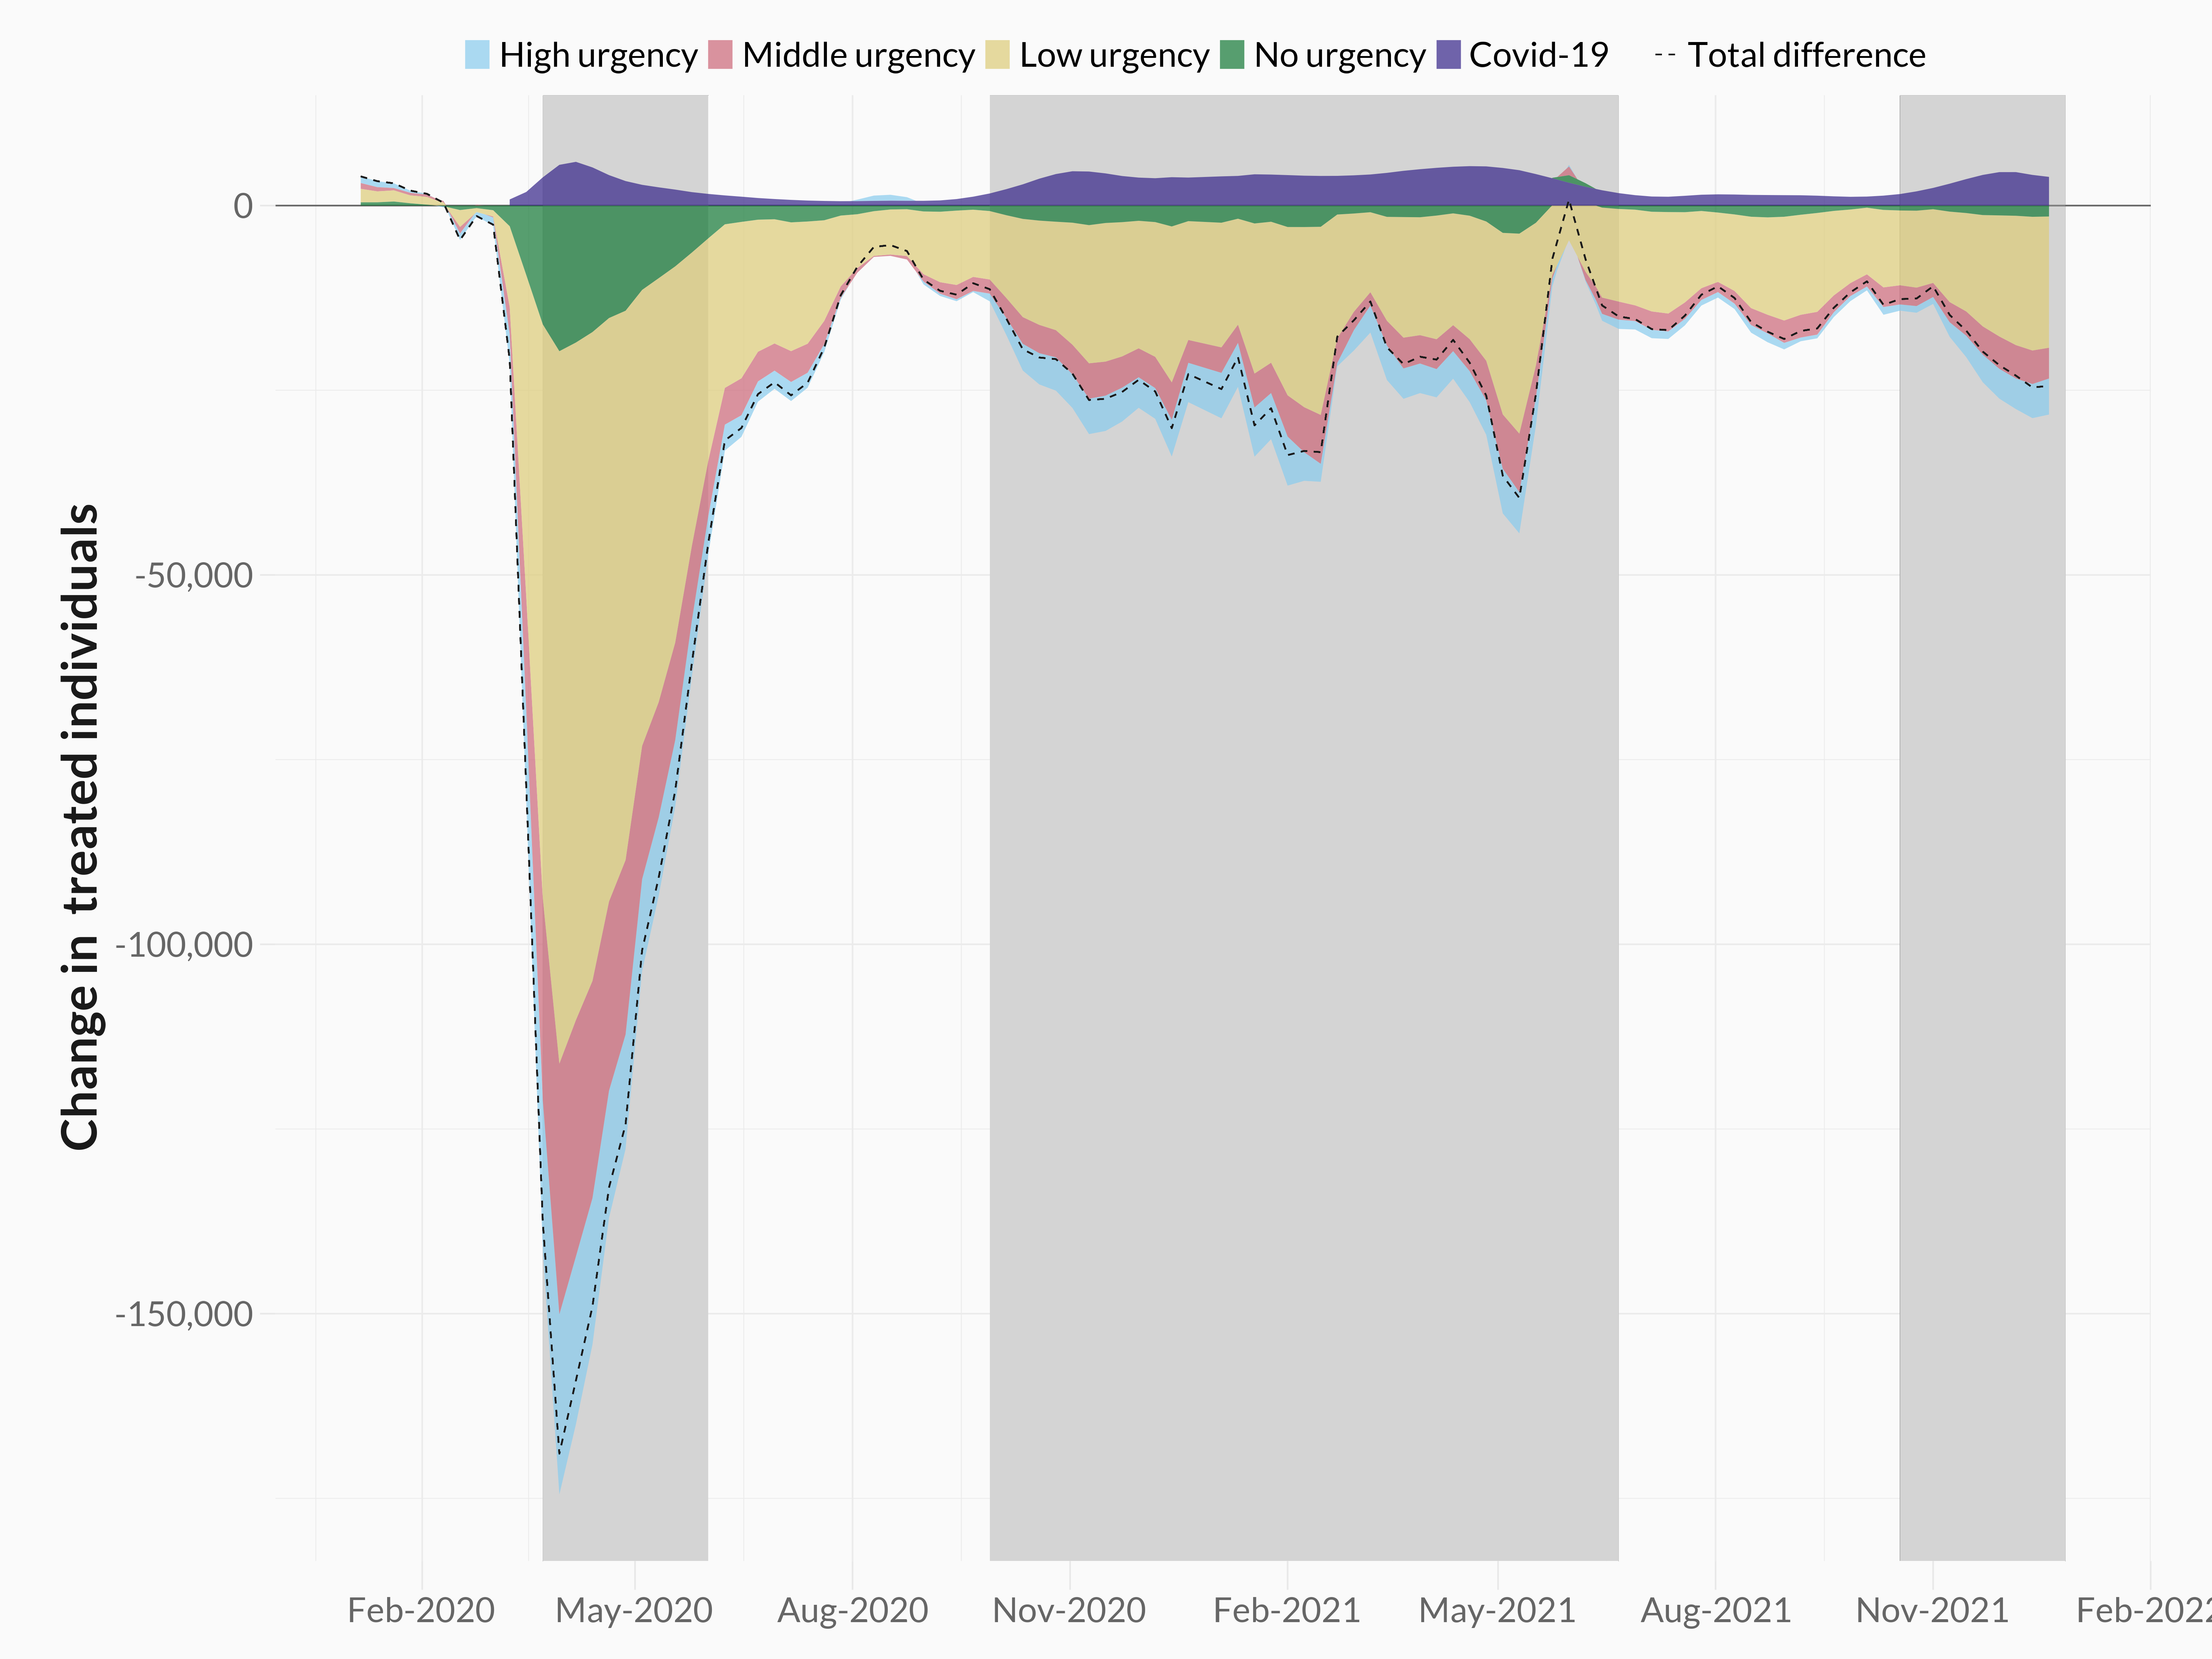 High urgency Middle urgency Low urgency No urgency Covid-19 Total difference
0
-50,000
-100,000
-150,000
Change in treated individuals
Feb-2020 May-2020 Aug-2020 Nov-2020 Feb-2021 May-2021 Aug-2021 Nov-2021 Feb-2022